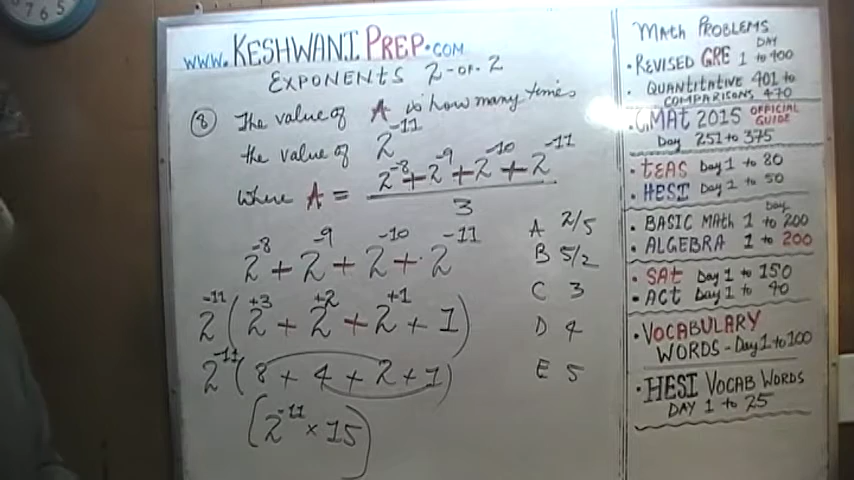 7 6 5
www.KESHWANI PREP.COM
EXPONENTS 2-OF-2
8 The value of A is how many times
the value of 2^-11
where A = (2^-8 + 2^-9 + 2^-10 + 2^-11) / 3
2^-8 + 2^-9 + 2^-10 + 2^-11
2^-11 (2^+3 + 2^+2 + 2^+1 + 1)
2^-11 (8 + 4 + 2 + 1)
(2^-11 × 15)
A 2/5
B 5/2
C 3
D 4
E 5
MATH PROBLEMS
DAY
• REVISED GRE 1 to 400
• QUANTITATIVE 401 to
COMPARISONS 470
• GMAT 2015 OFFICIAL GUIDE
Day 251 to 375
• TEAS Day 1 to 80
• HESI Day 1 to 50
Day
• BASIC MATH 1 to 200
• ALGEBRA 1 to 200
• SAT Day 1 to 150
• ACT Day 1 to 90
• VOCABULARY
WORDS - Day 1 to 100
• HESI VOCAB WORDS
DAY 1 to 25